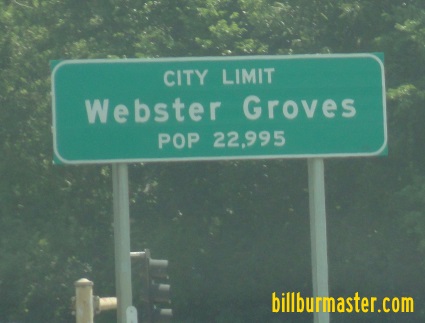 CITY LIMIT
Webster Groves
POP 22,995
billburmaster.com